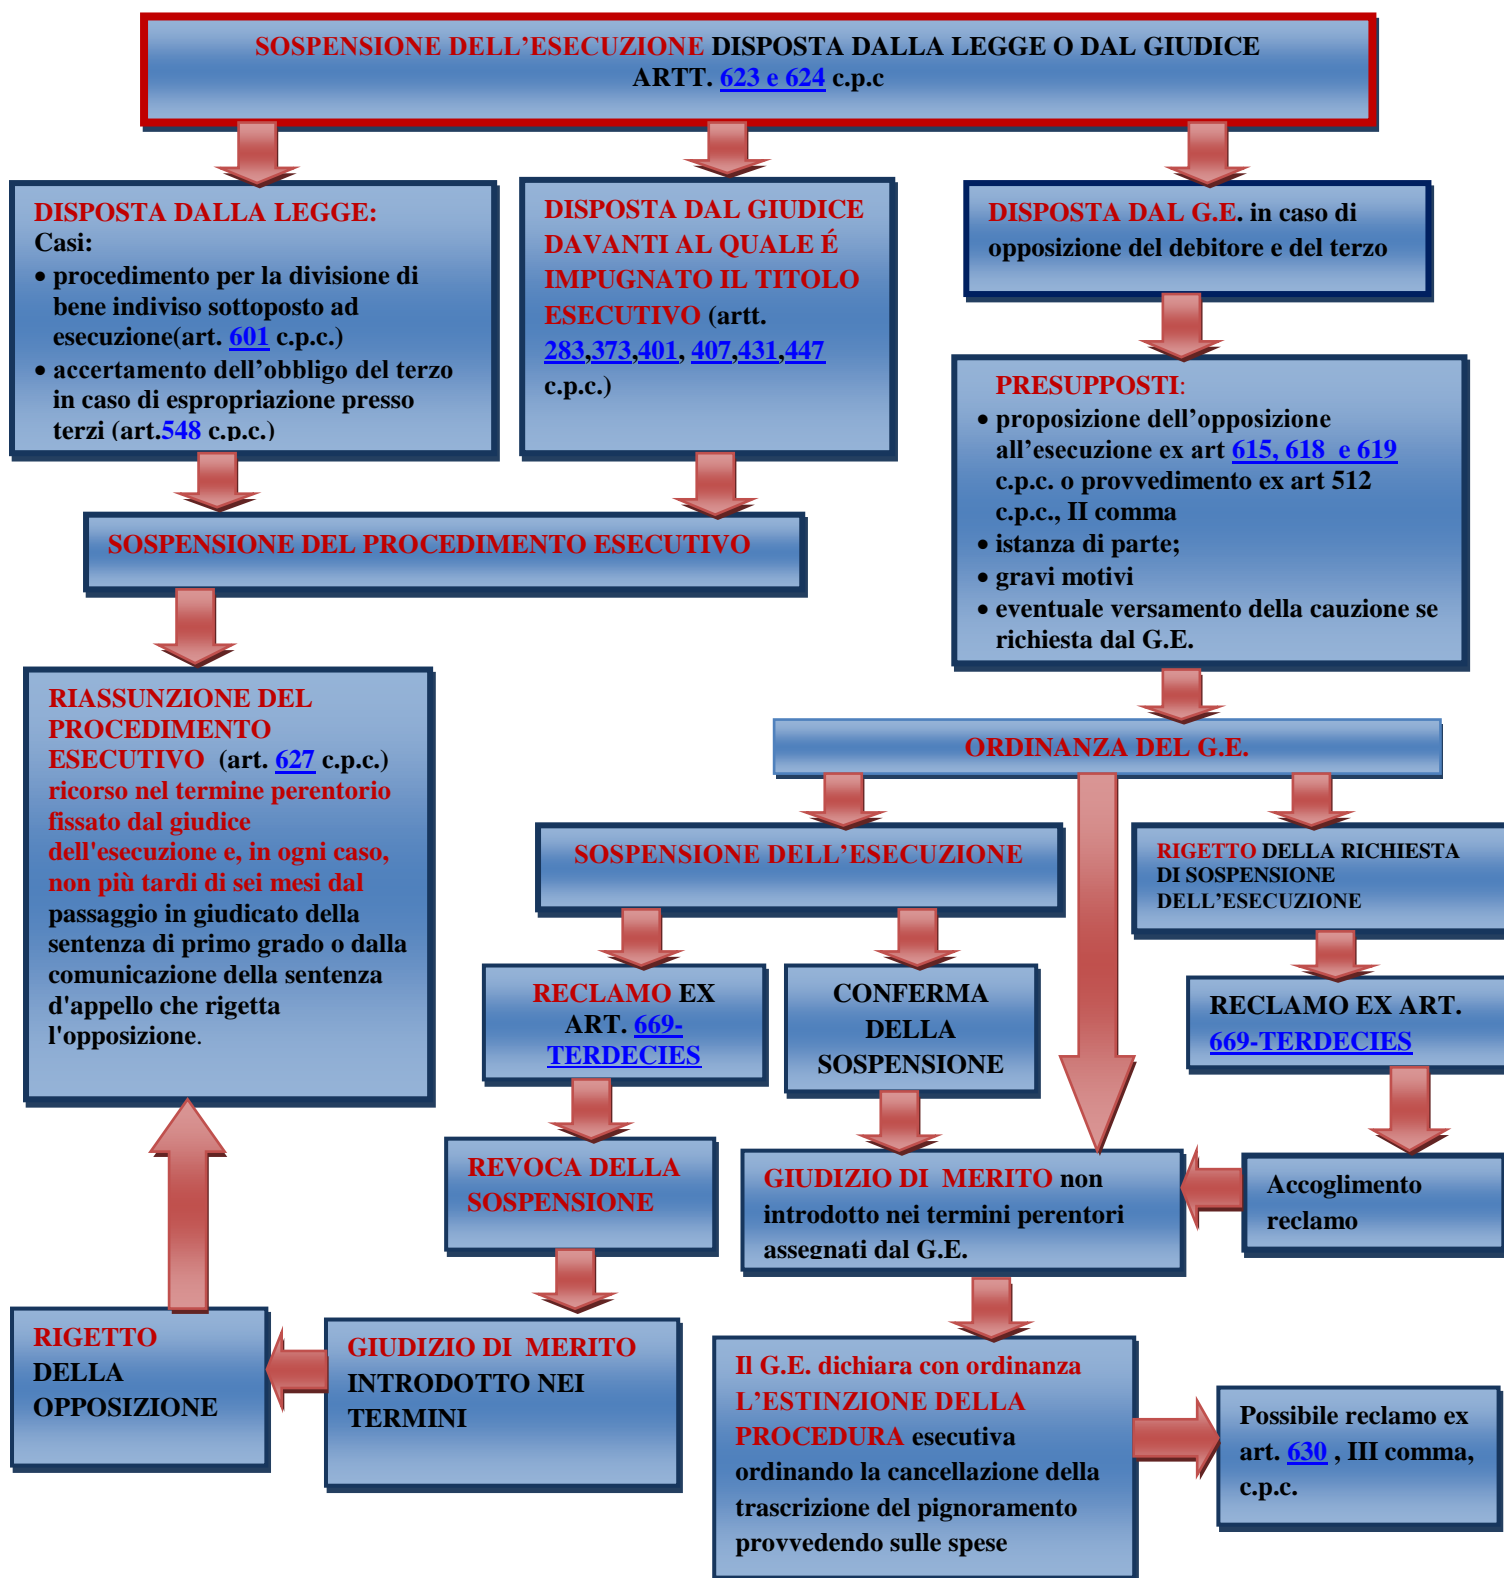 SOSPENSIONE DELL’ESECUZIONE DISPOSTA DALLA LEGGE O DAL GIUDICE
ARTT. 623 e 624 c.p.c
DISPOSTA DALLA LEGGE:
Casi:
• procedimento per la divisione di
bene indiviso sottoposto ad
esecuzione(art. 601 c.p.c.)
• accertamento dell’obbligo del terzo
in caso di espropriazione presso
terzi (art.548 c.p.c.)
DISPOSTA DAL GIUDICE
DAVANTI AL QUALE É
IMPUGNATO IL TITOLO
ESECUTIVO (artt.
283,373,401, 407,431,447
c.p.c.)
DISPOSTA DAL G.E. in caso di
opposizione del debitore e del terzo
PRESUPPOSTI:
• proposizione dell’opposizione
all’esecuzione ex art 615, 618 e 619
c.p.c. o provvedimento ex art 512
c.p.c., II comma
• istanza di parte;
• gravi motivi
• eventuale versamento della cauzione se
richiesta dal G.E.
SOSPENSIONE DEL PROCEDIMENTO ESECUTIVO
RIASSUNZIONE DEL
PROCEDIMENTO
ESECUTIVO (art. 627 c.p.c.)
ricorso nel termine perentorio
fissato dal giudice
dell'esecuzione e, in ogni caso,
non più tardi di sei mesi dal
passaggio in giudicato della
sentenza di primo grado o dalla
comunicazione della sentenza
d'appello che rigetta
l'opposizione.
ORDINANZA DEL G.E.
SOSPENSIONE DELL’ESECUZIONE
RIGETTO DELLA RICHIESTA
DI SOSPENSIONE
DELL’ESECUZIONE
RECLAMO EX
ART. 669-
TERDECIES
CONFERMA
DELLA
SOSPENSIONE
RECLAMO EX ART.
669-TERDECIES
REVOCA DELLA
SOSPENSIONE
GIUDIZIO DI MERITO non
introdotto nei termini perentori
assegnati dal G.E.
Accoglimento
reclamo
RIGETTO
DELLA
OPPOSIZIONE
GIUDIZIO DI MERITO
INTRODOTTO NEI
TERMINI
Il G.E. dichiara con ordinanza
L’ESTINZIONE DELLA
PROCEDURA esecutiva
ordinando la cancellazione della
trascrizione del pignoramento
provvedendo sulle spese
Possibile reclamo ex
art. 630 , III comma,
c.p.c.